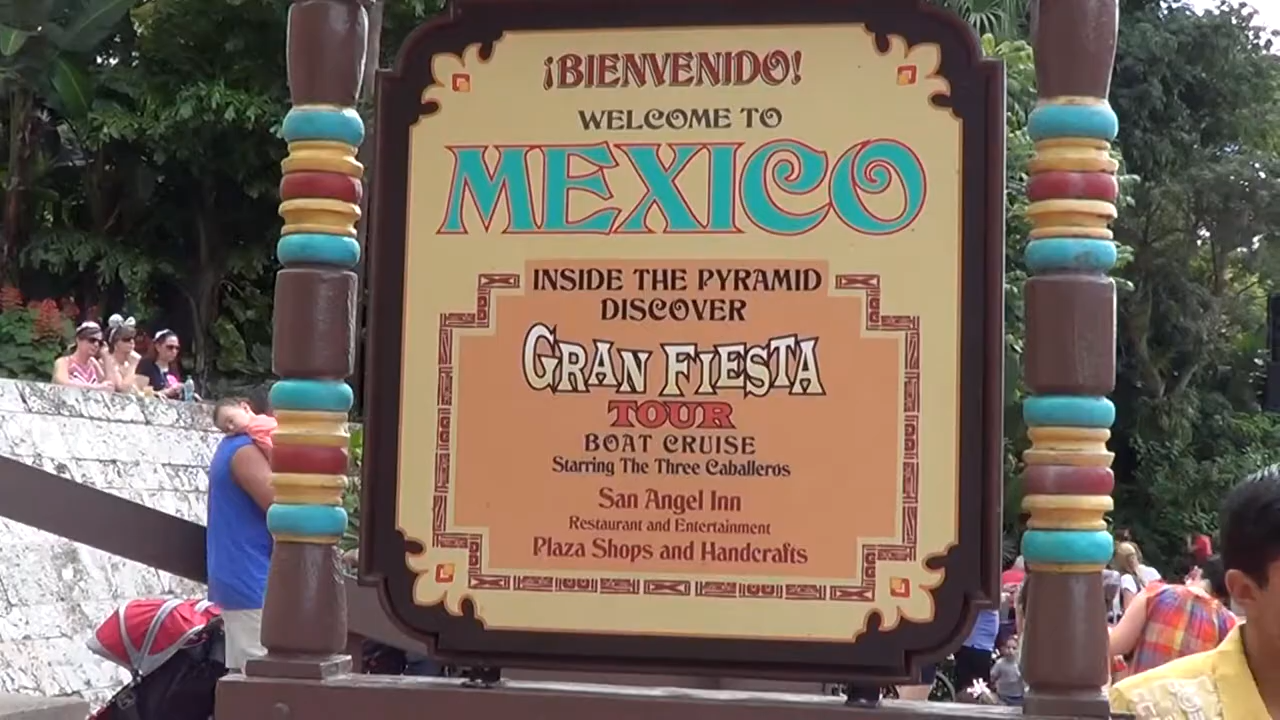 ¡BIENVENIDO!
WELCOME TO
MEXICO
INSIDE THE PYRAMID
DISCOVER
GRAN FIESTA
TOUR
BOAT CRUISE
Starring The Three Caballeros
San Angel Inn
Restaurant and Entertainment
Plaza Shops and Handcrafts